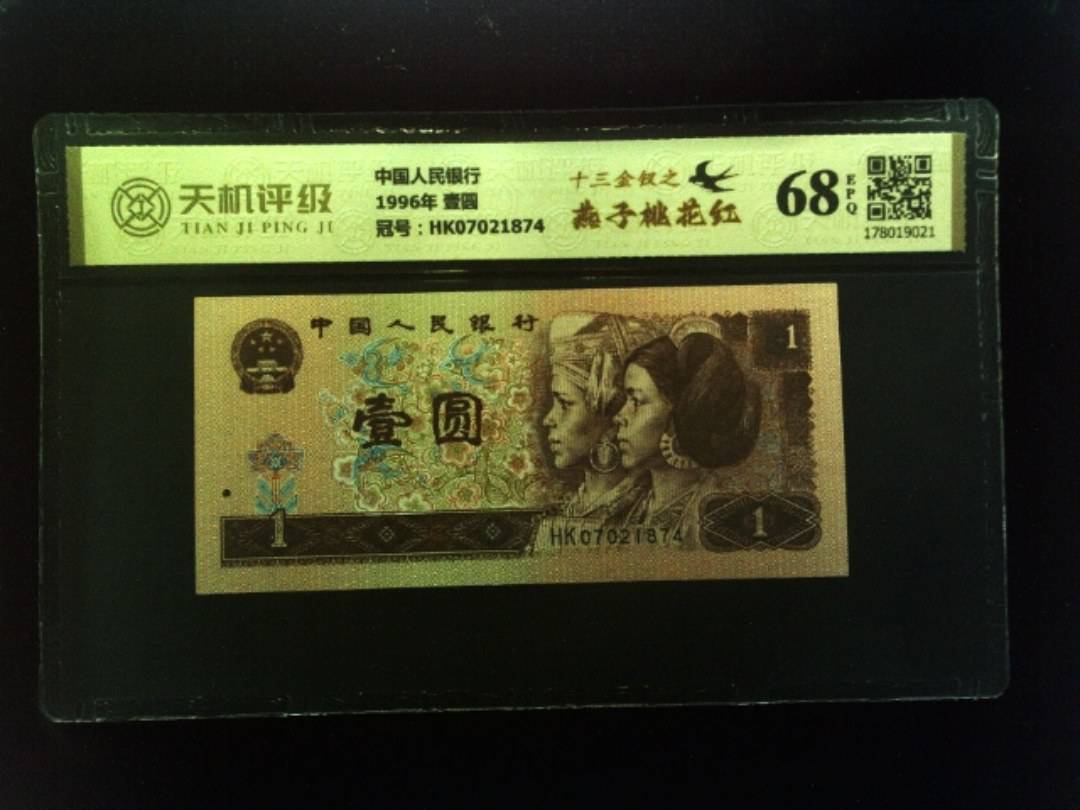 天机评级
TIAN JI PING JI
中国人民银行
1996年 壹圆
冠号：HK07021874
十三金钗之
燕子桃花红
68
EPQ
178019021
中国人民银行
壹圆
1
1
HK07021874
1